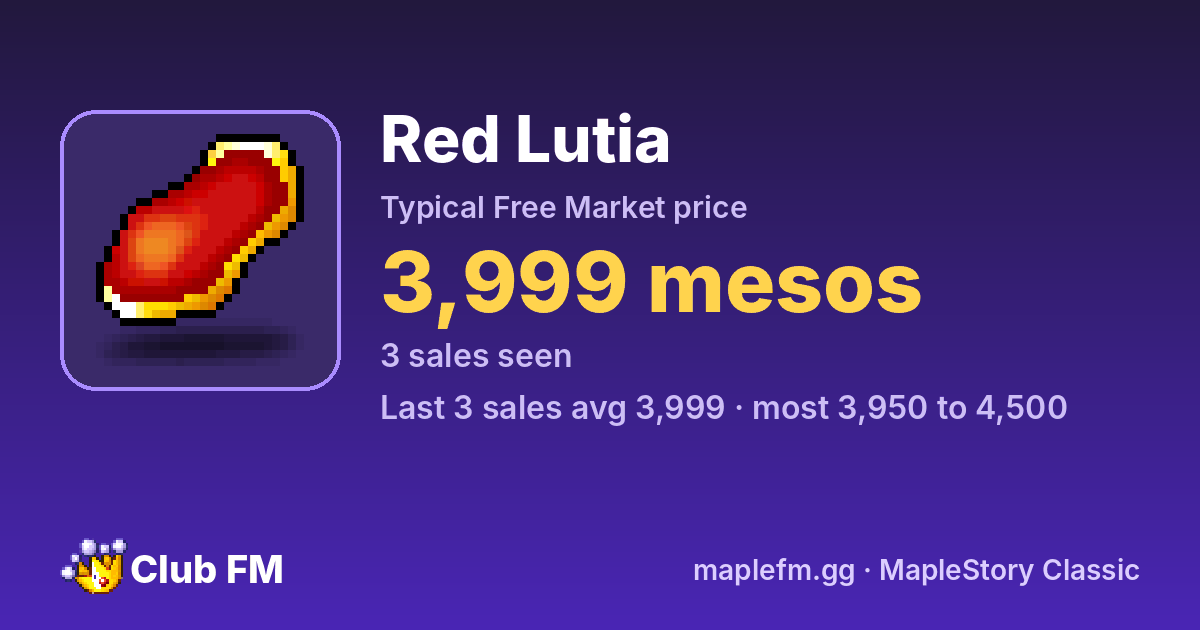 Red Lutia
Typical Free Market price
3,999 mesos
3 sales seen
Last 3 sales avg 3,999 · most 3,950 to 4,500
Club FM
maplefm.gg · MapleStory Classic